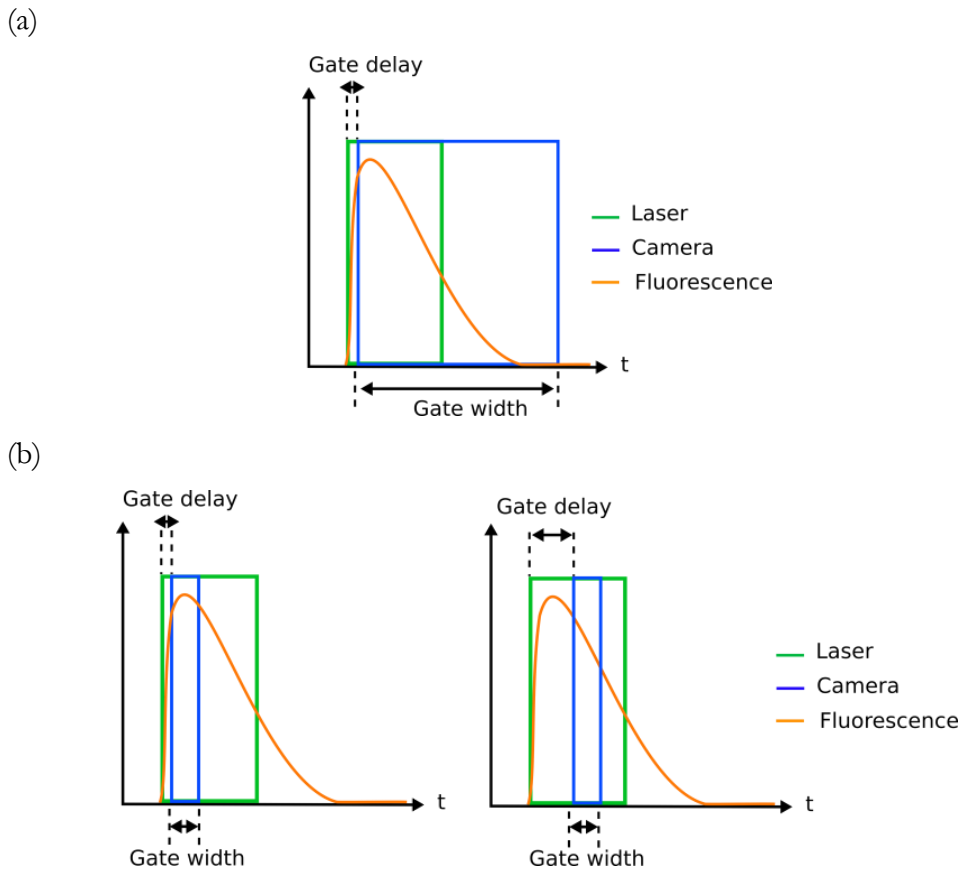 (a)
Gate delay
Laser
Camera
Fluorescence
t
Gate width
(b)
Gate delay
Gate delay
Laser
Camera
Fluorescence
t
t
Gate width
Gate width